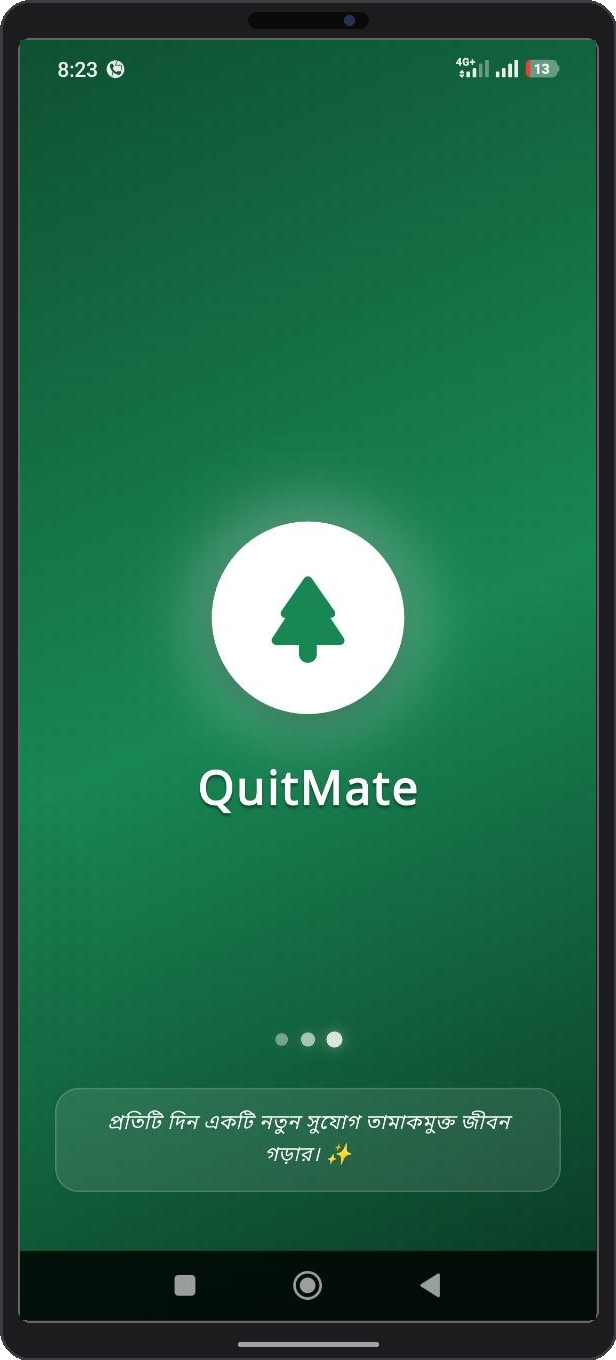 8:23
4G+
13
QuitMate
প্রতিটি দিন একটি নতুন সুযোগ তামাকমুক্ত জীবন
গড়ার। ✨